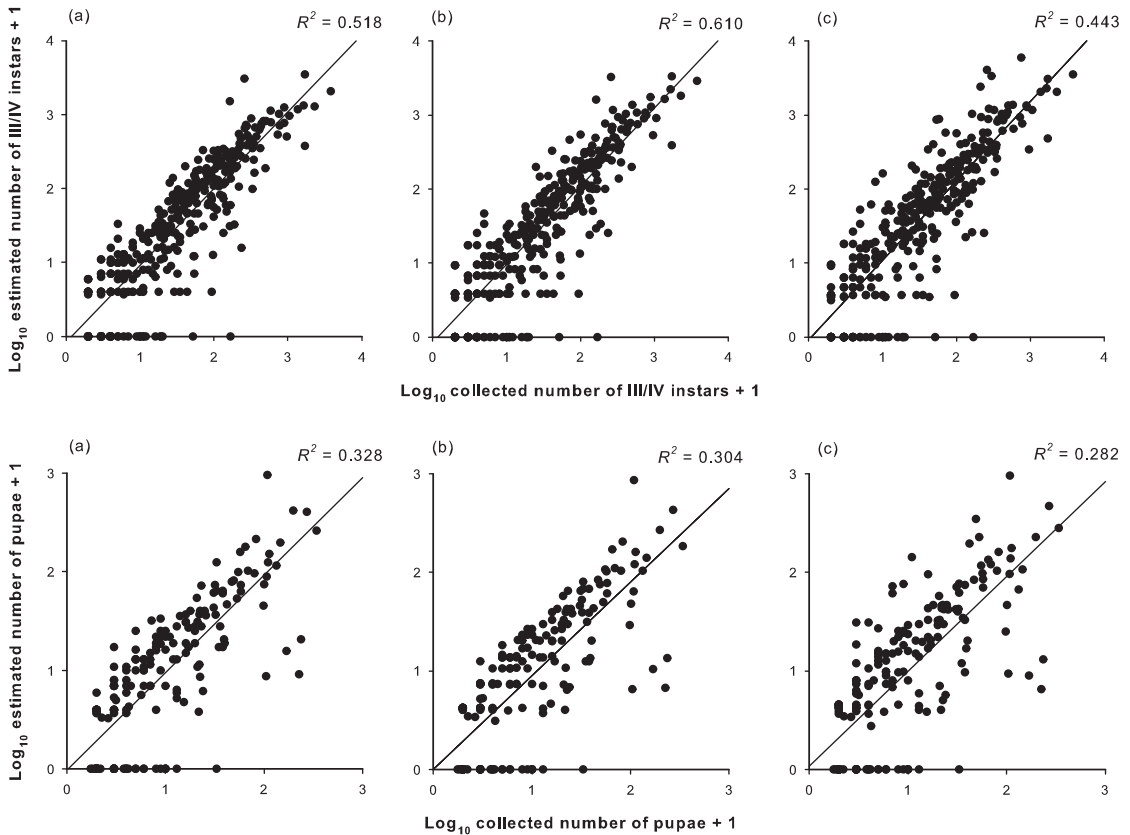 (a)
R² = 0.518
(b)
R² = 0.610
(c)
R² = 0.443
Log₁₀ estimated number of III/IV instars + 1
4
3
2
1
0
0 1 2 3 4
4
3
2
1
0
0 1 2 3 4
4
3
2
1
0
0 1 2 3 4
Log₁₀ collected number of III/IV instars + 1
(a)
R² = 0.328
(b)
R² = 0.304
(c)
R² = 0.282
Log₁₀ estimated number of pupae + 1
3
2
1
0
0 1 2 3
3
2
1
0
0 1 2 3
3
2
1
0
0 1 2 3
Log₁₀ collected number of pupae + 1